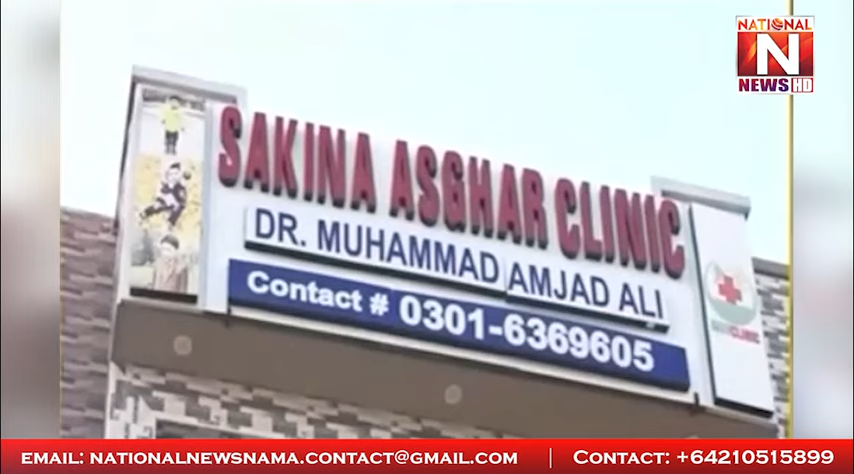 NATIONAL
N
NEWS HD
SAKINA ASGHAR CLINIC
DR. MUHAMMAD AMJAD ALI
Contact # 0301-6369605
CLINIC
EMAIL: NATIONALNEWSNAMA.CONTACT@GMAIL.COM | CONTACT: +64210515899